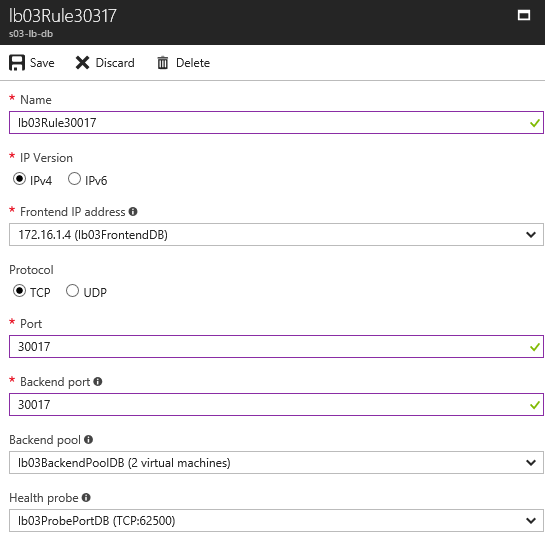 lb03Rule30317
s03-lb-db
Save Discard Delete
* Name
lb03Rule30017
* IP Version
IPv4 IPv6
* Frontend IP address
172.16.1.4 (lb03FrontendDB)
Protocol
TCP UDP
* Port
30017
* Backend port
30017
Backend pool
lb03BackendPoolDB (2 virtual machines)
Health probe
lb03ProbePortDB (TCP:62500)